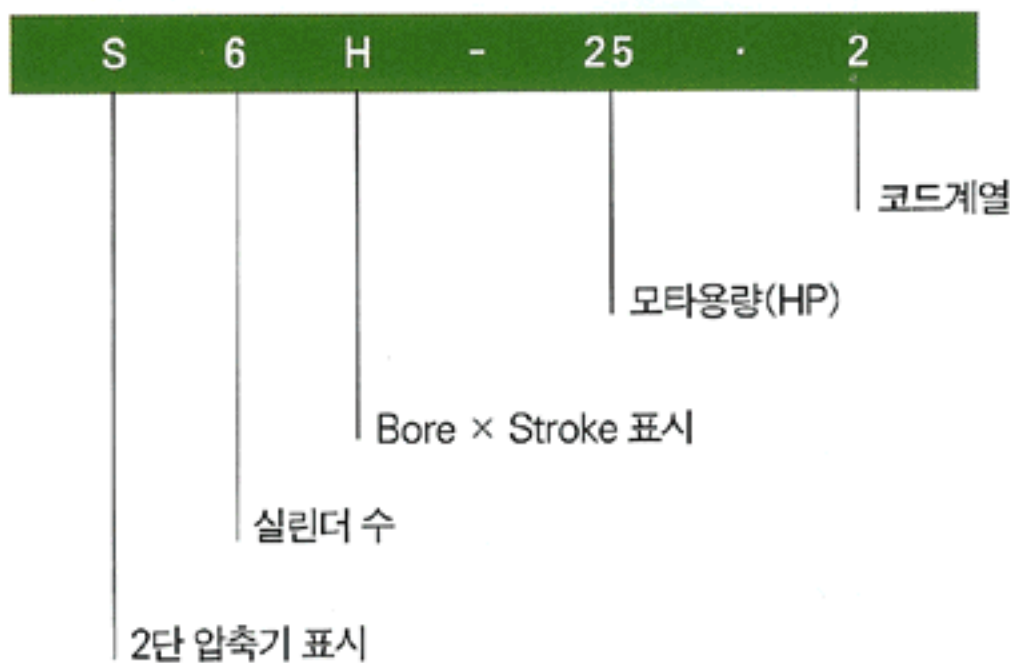 S 6 H - 25 · 2
코드계열
모타용량(HP)
Bore × Stroke 표시
실린더 수
2단 압축기 표시